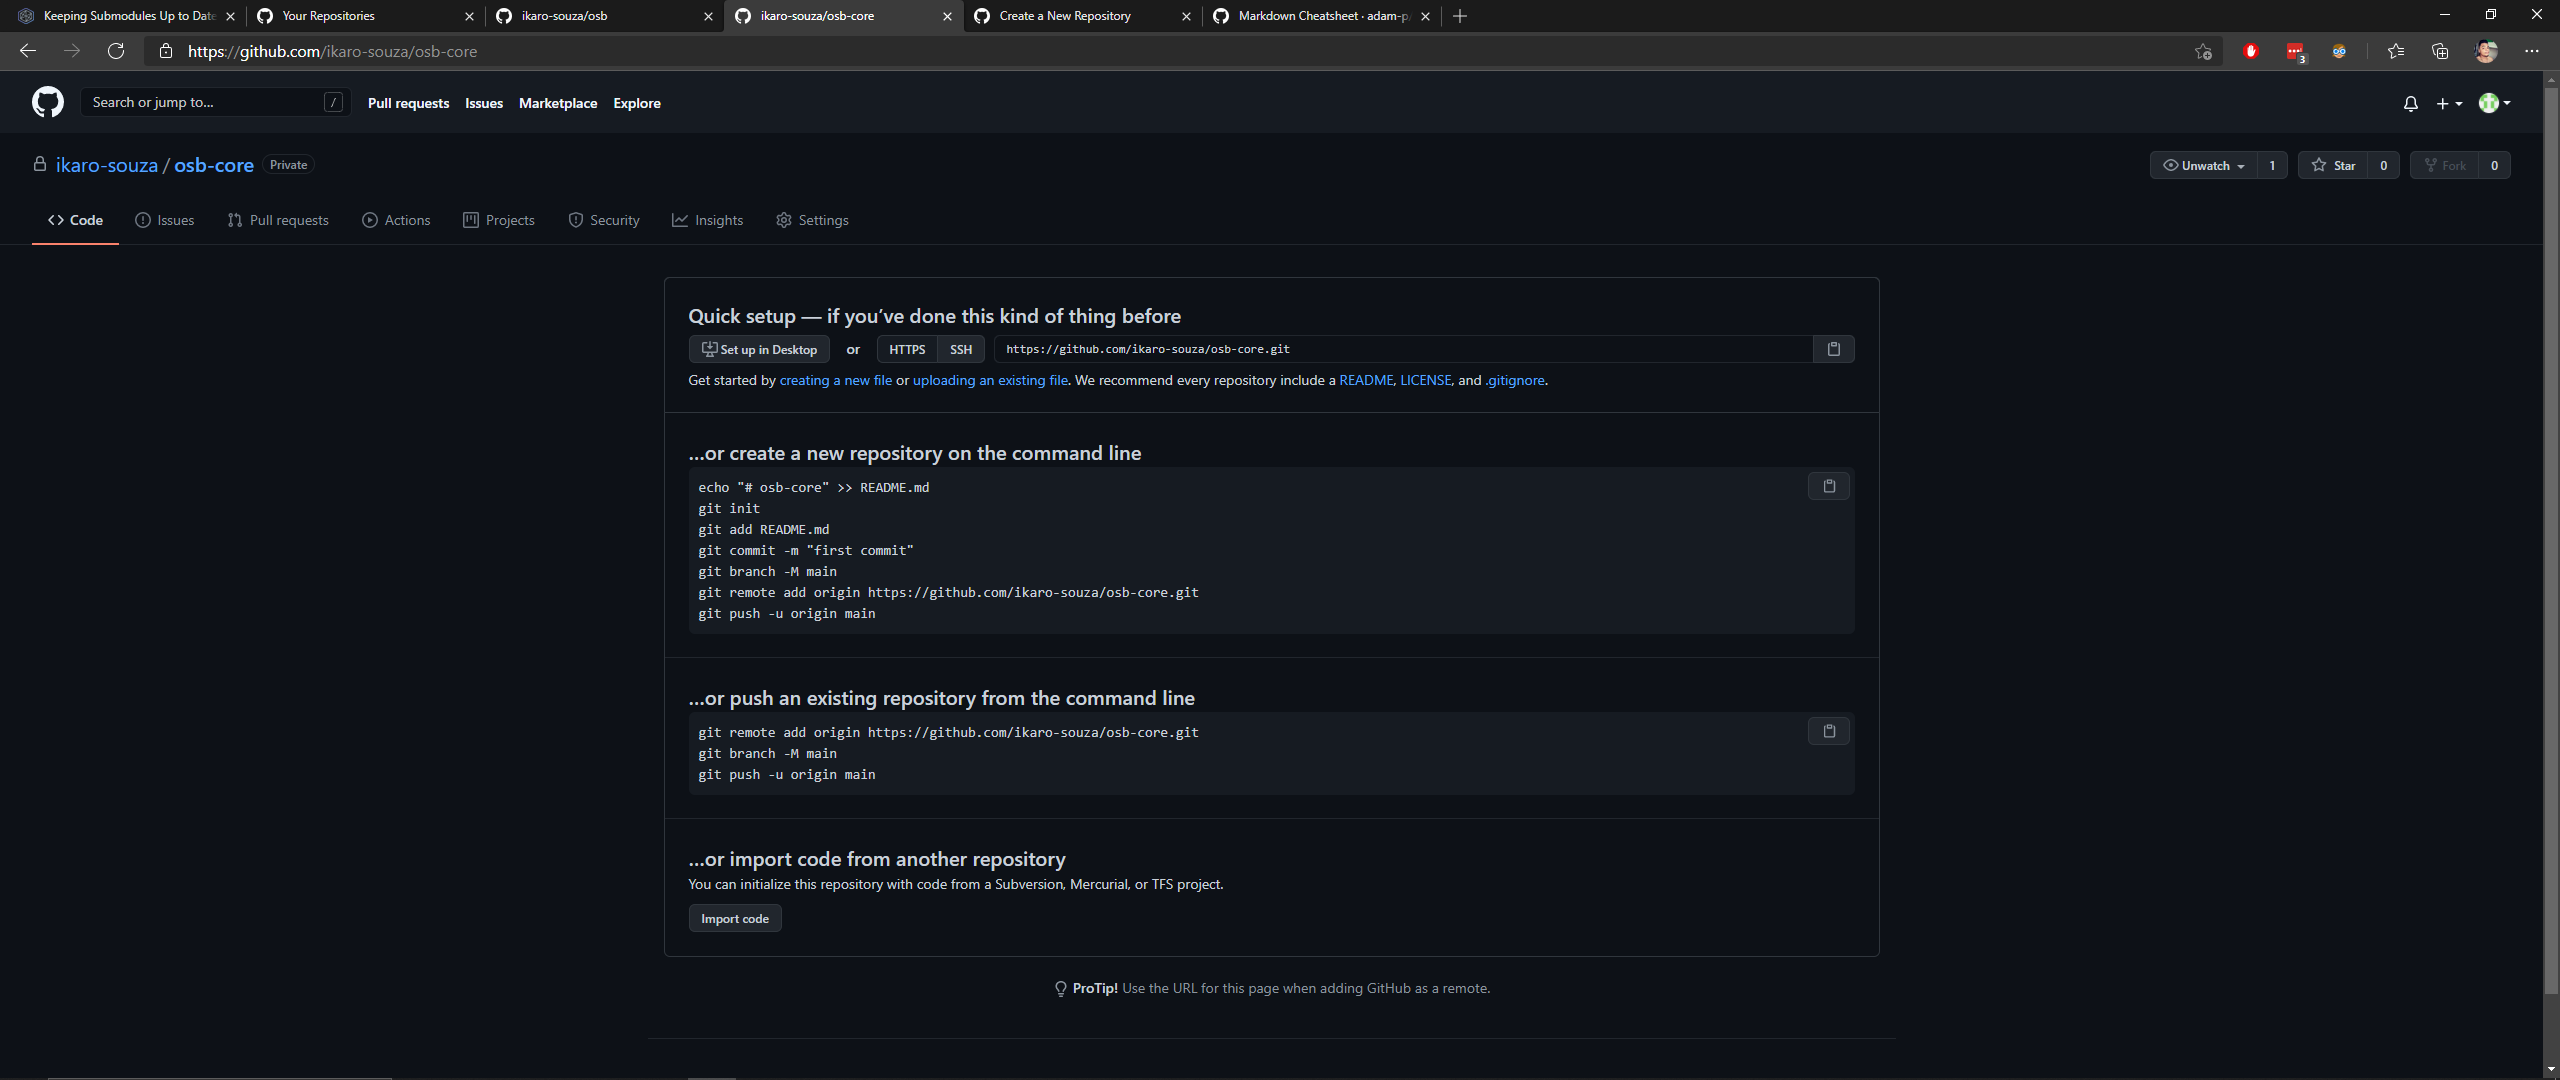 Keeping Submodules Up to Date
Your Repositories
ikaro-souza/osb
ikaro-souza/osb-core
Create a New Repository
Markdown Cheatsheet · adam-p/
https://github.com/ikaro-souza/osb-core
3
Search or jump to...
/
Pull requests
Issues
Marketplace
Explore
ikaro-souza / osb-core
Private
Unwatch
1
Star
0
Fork
0
Code
Issues
Pull requests
Actions
Projects
Security
Insights
Settings
Quick setup — if you’ve done this kind of thing before
Set up in Desktop
or
HTTPS
SSH
https://github.com/ikaro-souza/osb-core.git
Get started by creating a new file or uploading an existing file. We recommend every repository include a README, LICENSE, and .gitignore.
…or create a new repository on the command line
echo "# osb-core" >> README.md
git init
git add README.md
git commit -m "first commit"
git branch -M main
git remote add origin https://github.com/ikaro-souza/osb-core.git
git push -u origin main
…or push an existing repository from the command line
git remote add origin https://github.com/ikaro-souza/osb-core.git
git branch -M main
git push -u origin main
…or import code from another repository
You can initialize this repository with code from a Subversion, Mercurial, or TFS project.
Import code
ProTip! Use the URL for this page when adding GitHub as a remote.